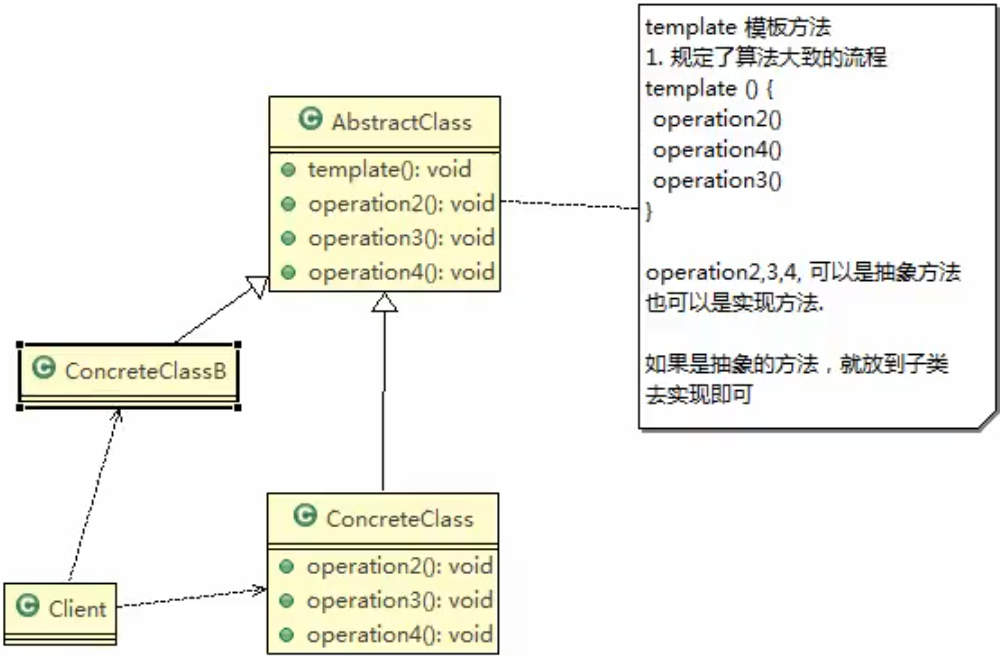 template 模板方法
1. 规定了算法大致的流程
template () {
operation2()
operation4()
operation3()
}
operation2,3,4, 可以是抽象方法
也可以是实现方法.
如果是抽象的方法，就放到子类
去实现即可
C AbstractClass
template(): void
operation2(): void
operation3(): void
operation4(): void
C ConcreteClassB
C ConcreteClass
operation2(): void
operation3(): void
operation4(): void
C Client